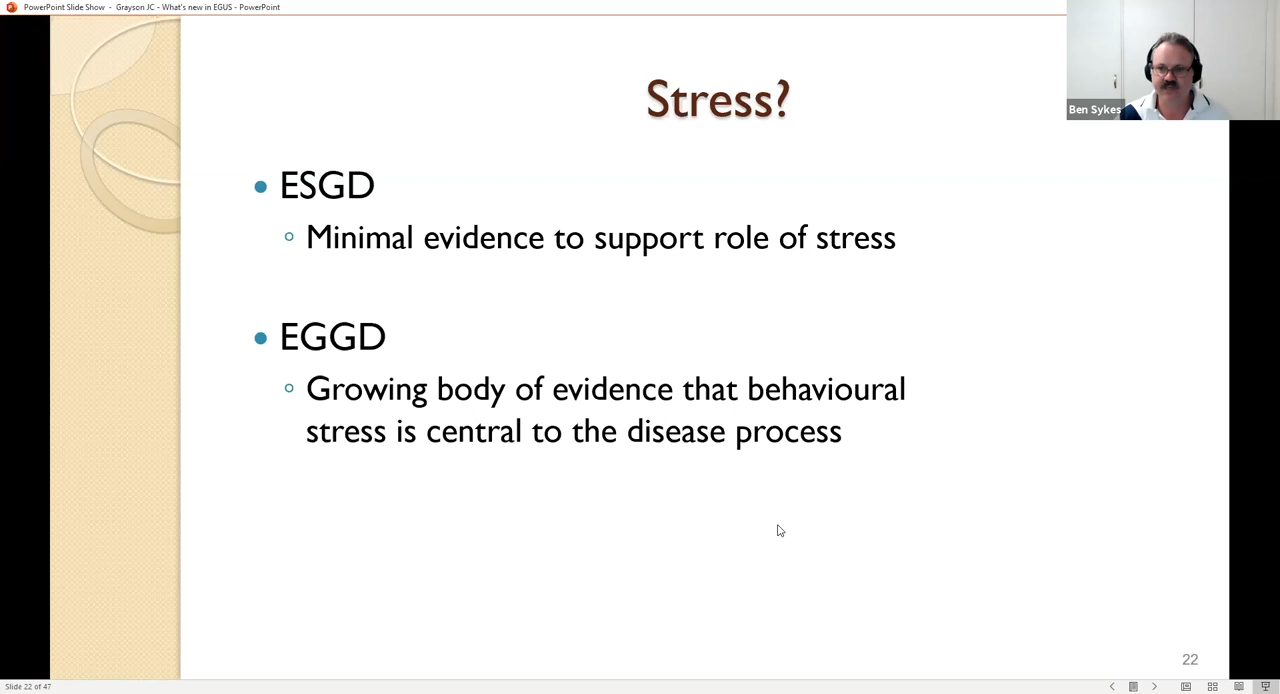 PowerPoint Slide Show - Grayson JC - What's new in EGUS - PowerPoint
Ben Sykes
Stress?
ESGD
Minimal evidence to support role of stress
EGGD
Growing body of evidence that behavioural
stress is central to the disease process
22
Slide 22 of 47